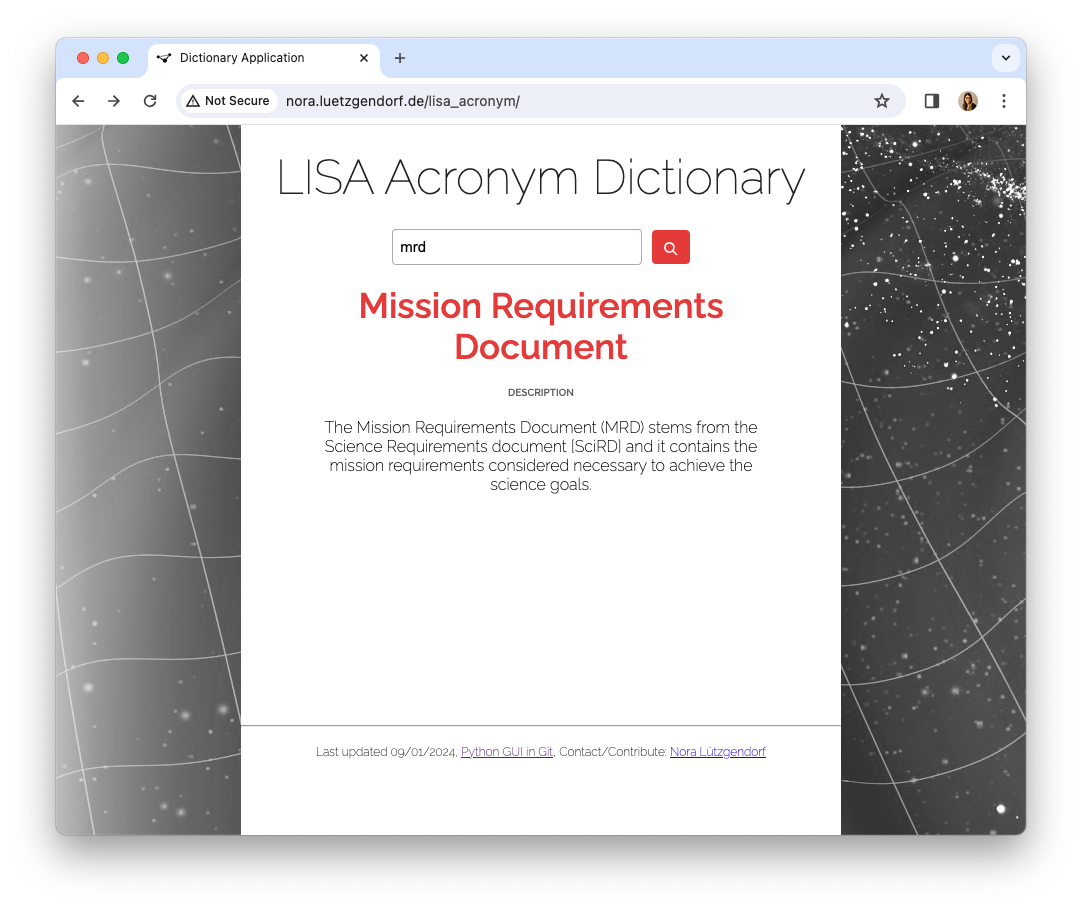 Dictionary Application
Not Secure
nora.luetzgendorf.de/lisa_acronym/
LISA Acronym Dictionary
mrd
Mission Requirements
Document
DESCRIPTION
The Mission Requirements Document (MRD) stems from the
Science Requirements document [SciRD] and it contains the
mission requirements considered necessary to achieve the
science goals.
Last updated 09/01/2024, Python GUI in Git, Contact/Contribute: Nora Lützgendorf